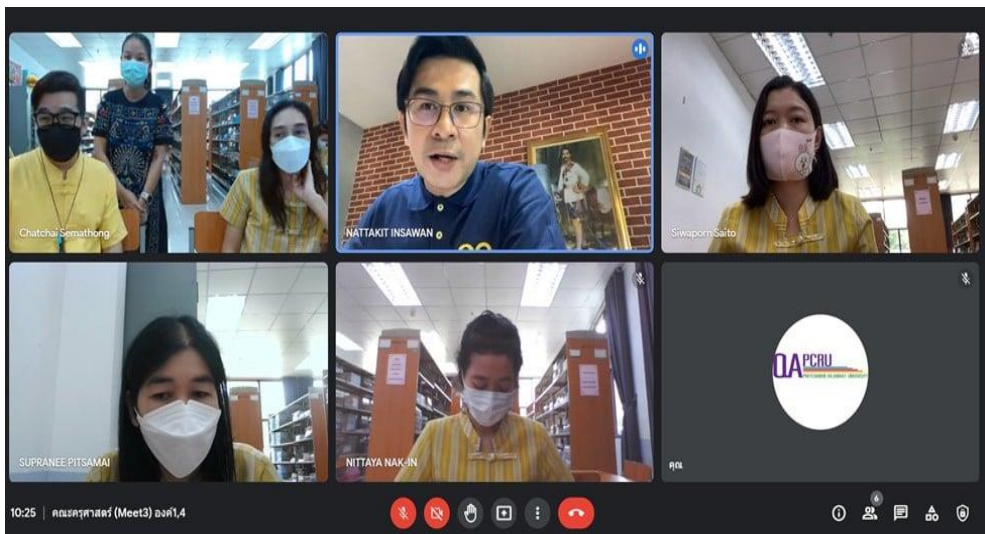 Chatchai Semathong
NATTAKIT INSAWAN
Siwaporn Saito
SUPRANEE PITSAMAI
NITTAYA NAK-IN
QA PCRU
คุณ
10:25 | คณะครุศาสตร์ (Meet3) องค์1,4
6